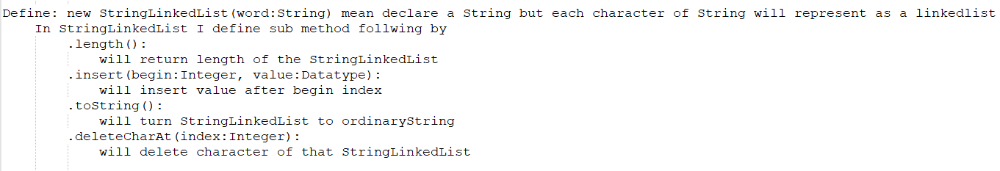 Define: new StringLinkedList(word:String) mean declare a String but each character of String will represent as a linkedlist
In StringLinkedList I define sub method follwing by
.length():
will return length of the StringLinkedList
.insert(begin:Integer, value:Datatype):
will insert value after begin index
.toString():
will turn StringLinkedList to ordinaryString
.deleteCharAt(index:Integer):
will delete character of that StringLinkedList